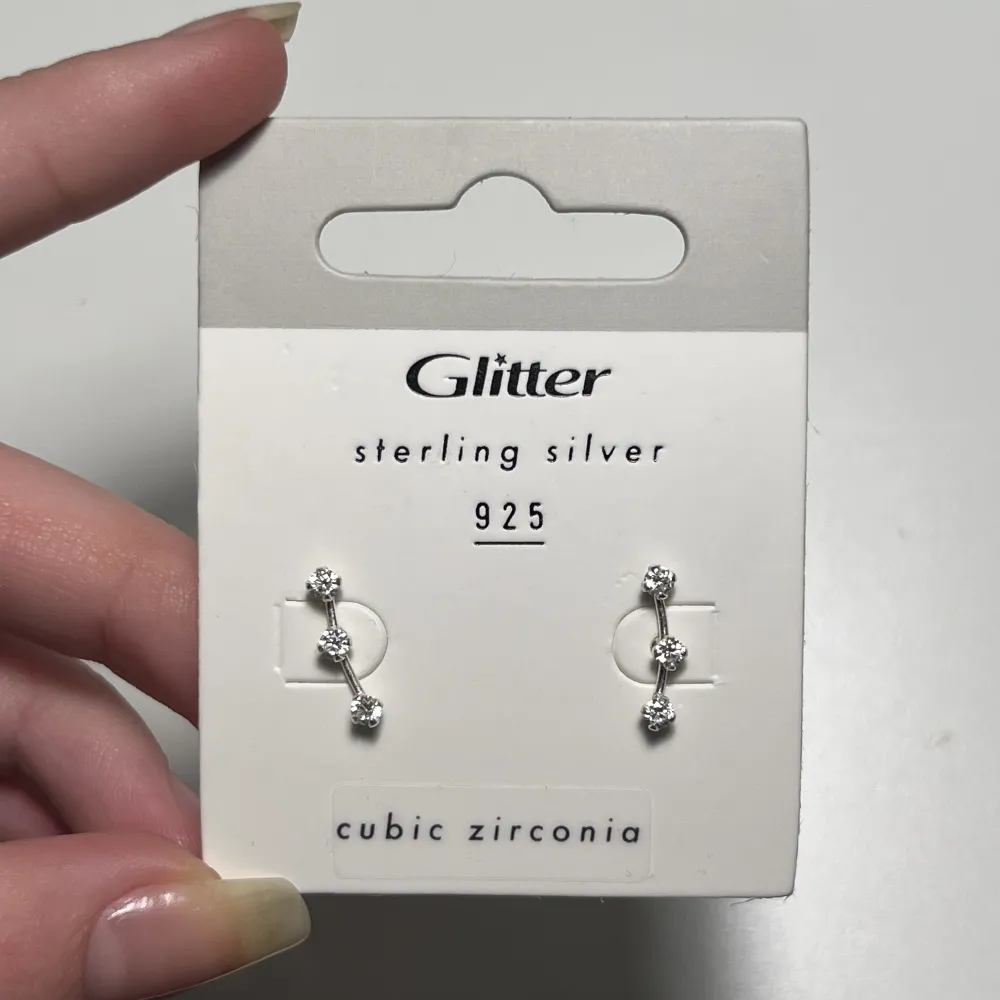 Glitter
sterling silver
925
cubic zirconia